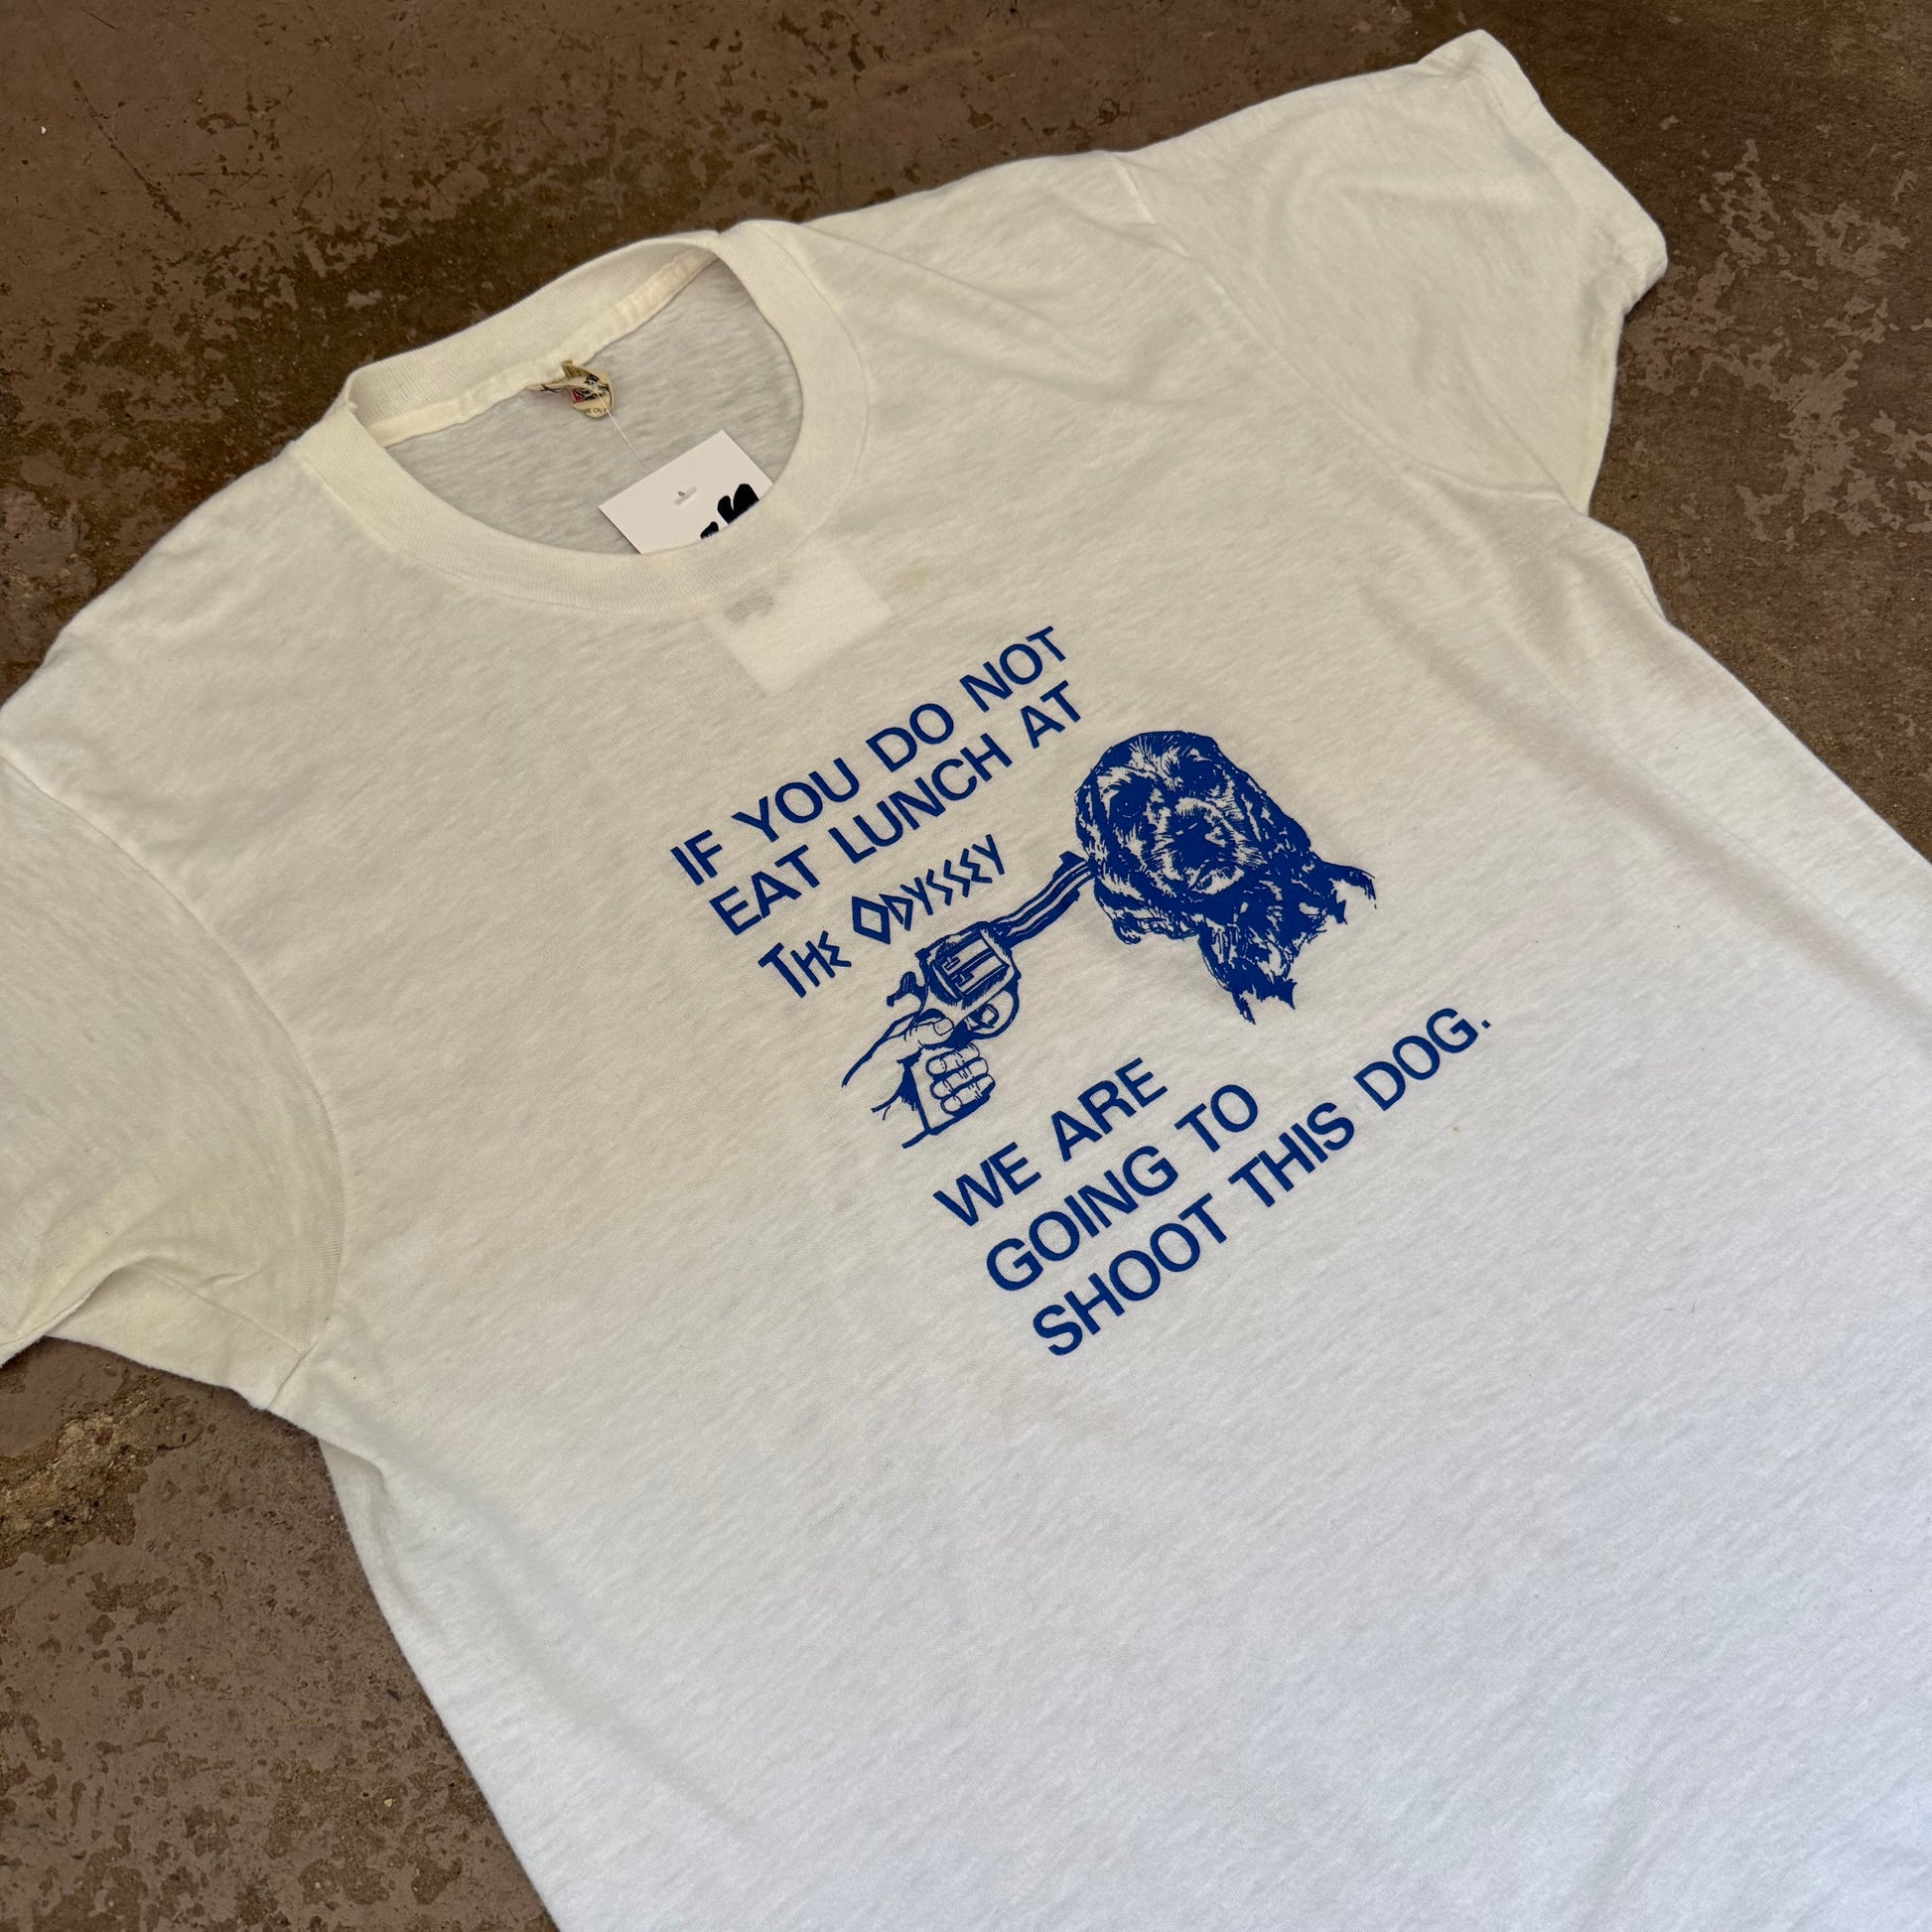 IF YOU DO NOT
EAT LUNCH AT
THE ODYSSEY
WE ARE
GOING TO
SHOOT THIS DOG.